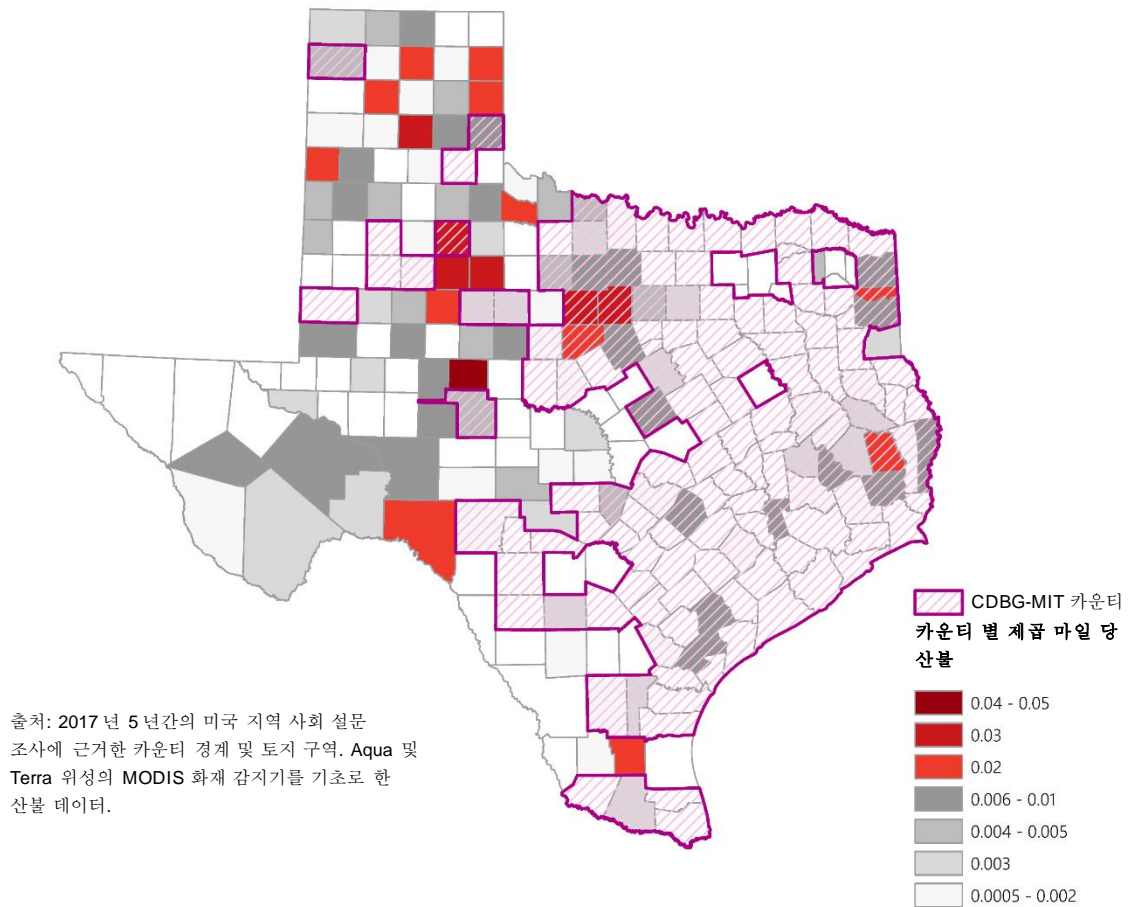 CDBG-MIT 카운티
카운티 별 제곱 마일 당
산불
0.04 - 0.05
0.03
0.02
0.006 - 0.01
0.004 - 0.005
0.003
0.0005 - 0.002
출처: 2017 년 5 년간의 미국 지역 사회 설문
조사에 근거한 카운티 경계 및 토지 구역. Aqua 및
Terra 위성의 MODIS 화재 감지기를 기초로 한
산불 데이터.